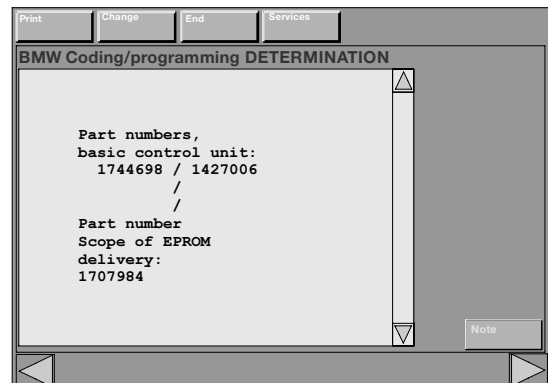 Print
Change
End
Services
BMW Coding/programming DETERMINATION
Part numbers,
basic control unit:
1744698 / 1427006
/
/
Part number
Scope of EPROM
delivery:
1707984
Note